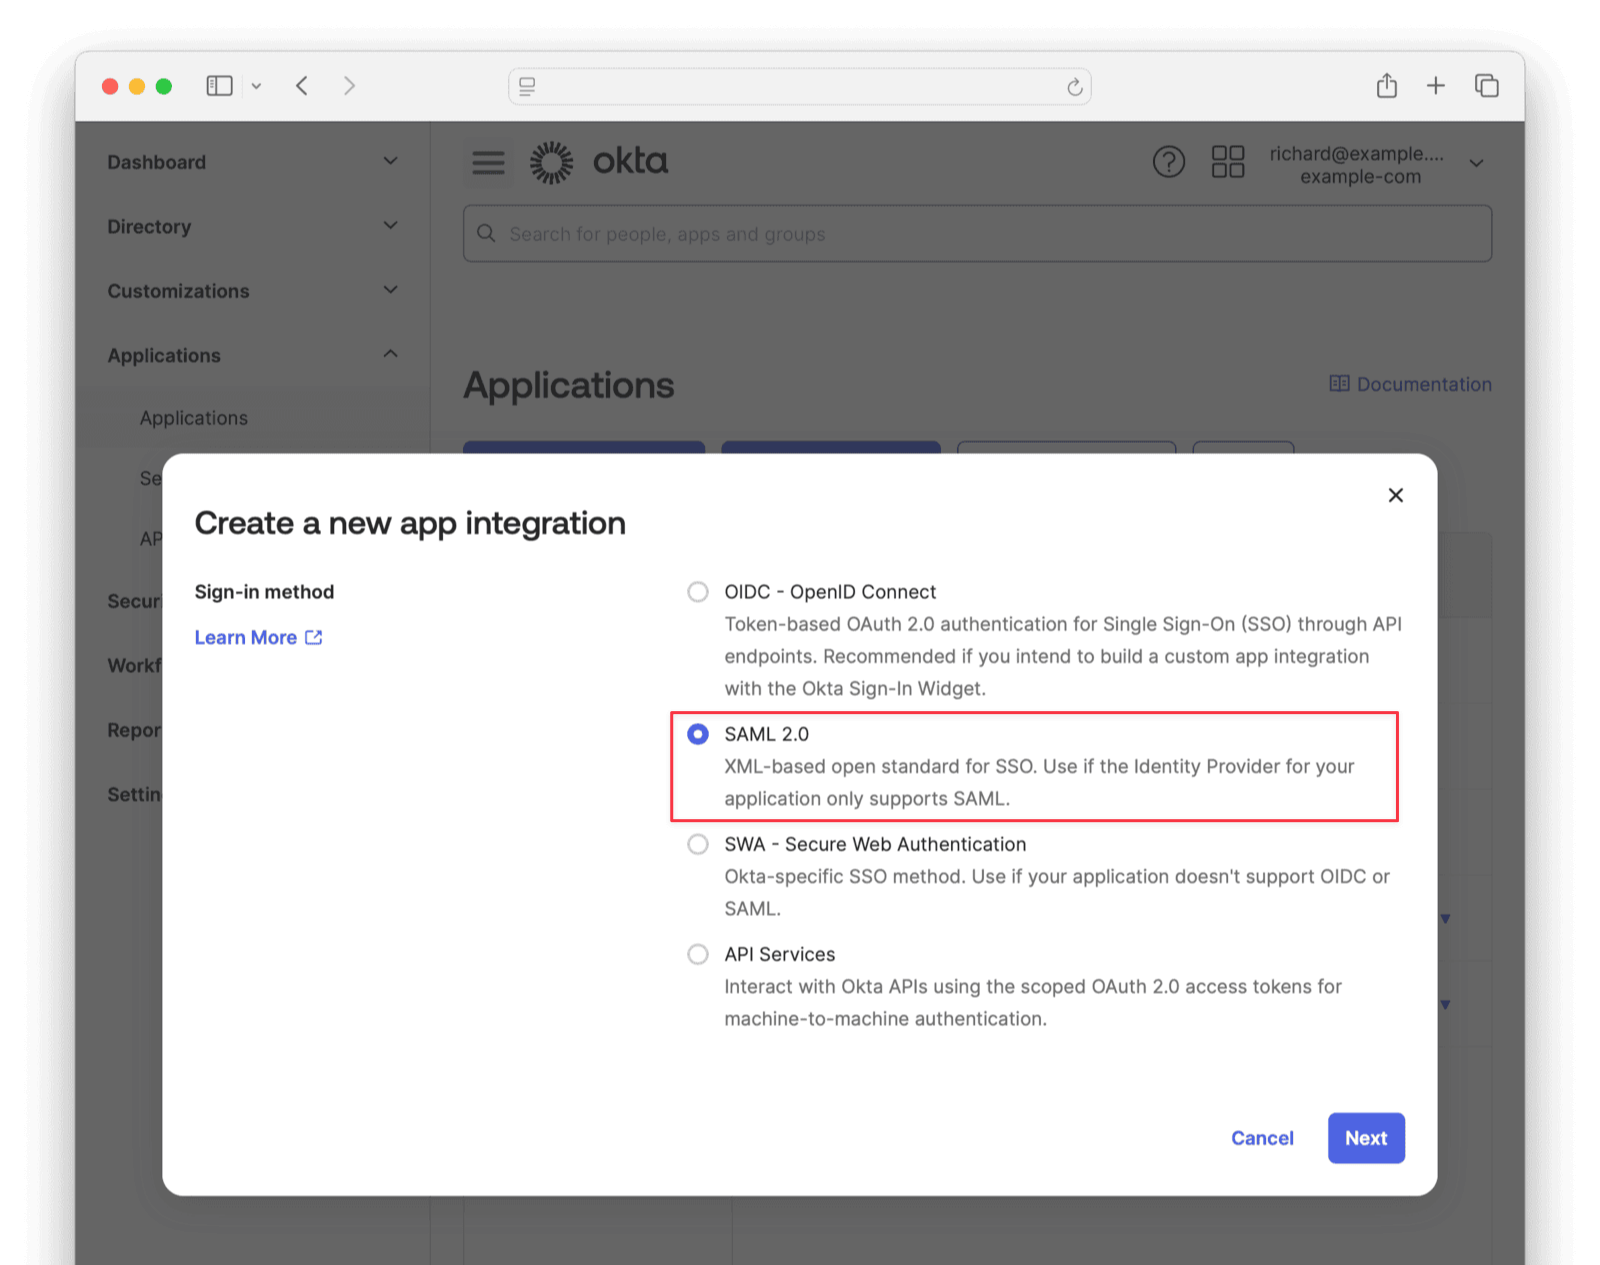 Dashboard
Directory
Customizations
Applications
Applications
Se
AP
Securi
Workf
Repor
Settin
okta
richard@example....
example-com
Search for people, apps and groups
Applications
Documentation
Create a new app integration
Sign-in method
Learn More
OIDC - OpenID Connect
Token-based OAuth 2.0 authentication for Single Sign-On (SSO) through API
endpoints. Recommended if you intend to build a custom app integration
with the Okta Sign-In Widget.
SAML 2.0
XML-based open standard for SSO. Use if the Identity Provider for your
application only supports SAML.
SWA - Secure Web Authentication
Okta-specific SSO method. Use if your application doesn't support OIDC or
SAML.
API Services
Interact with Okta APIs using the scoped OAuth 2.0 access tokens for
machine-to-machine authentication.
Cancel
Next